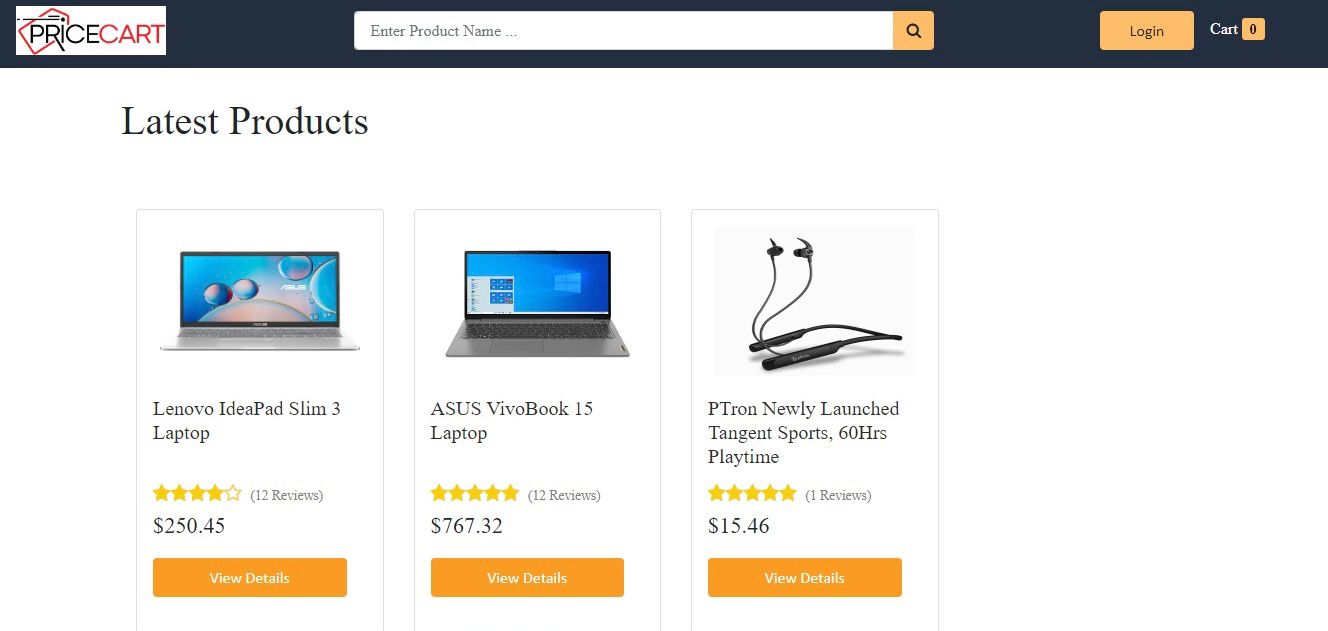 PRICECART
Enter Product Name ...
Login
Cart 0
Latest Products
ASUS
ASUS
Lenovo IdeaPad Slim 3
Laptop
(12 Reviews)
$250.45
View Details
ASUS VivoBook 15
Laptop
(12 Reviews)
$767.32
View Details
PTron Newly Launched
Tangent Sports, 60Hrs
Playtime
(1 Reviews)
$15.46
View Details